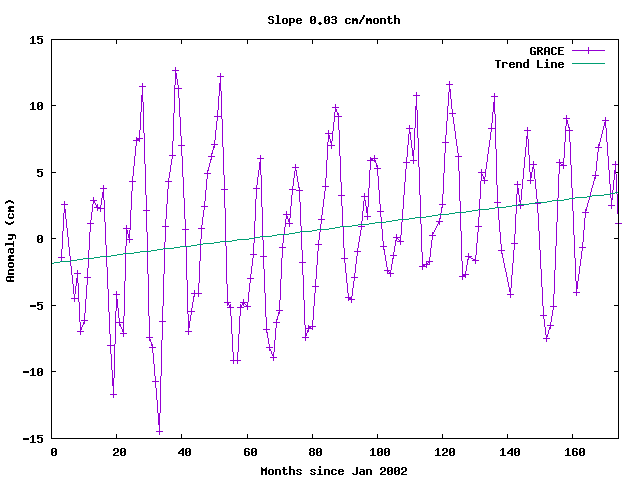 Slope 0.03 cm/month
GRACE
Trend Line
15
10
5
0
-5
-10
-15
Anomaly (cm)
0 20 40 60 80 100 120 140 160
Months since Jan 2002